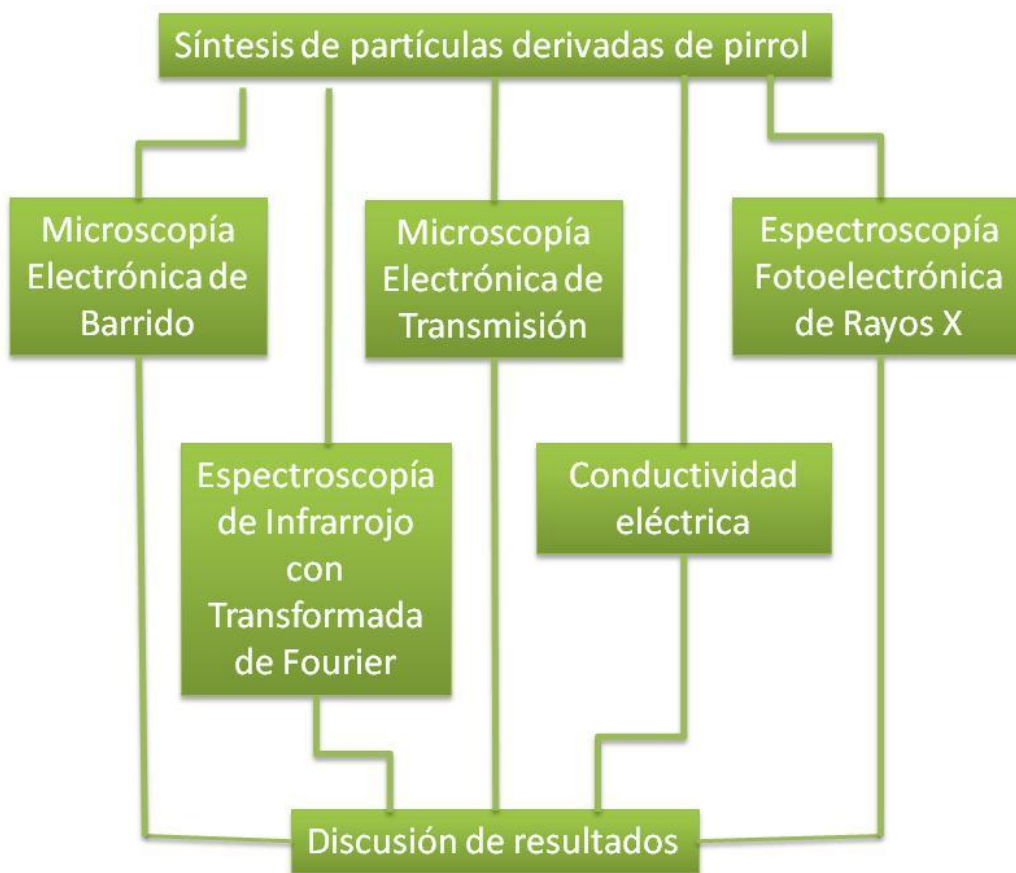 Síntesis de partículas derivadas de pirrol
Microscopía
Electrónica de
Barrido
Microscopía
Electrónica de
Transmisión
Espectroscopía
Fotoelectrónica
de Rayos X
Espectroscopía
de Infrarrojo
con
Transformada
de Fourier
Conductividad
eléctrica
Discusión de resultados